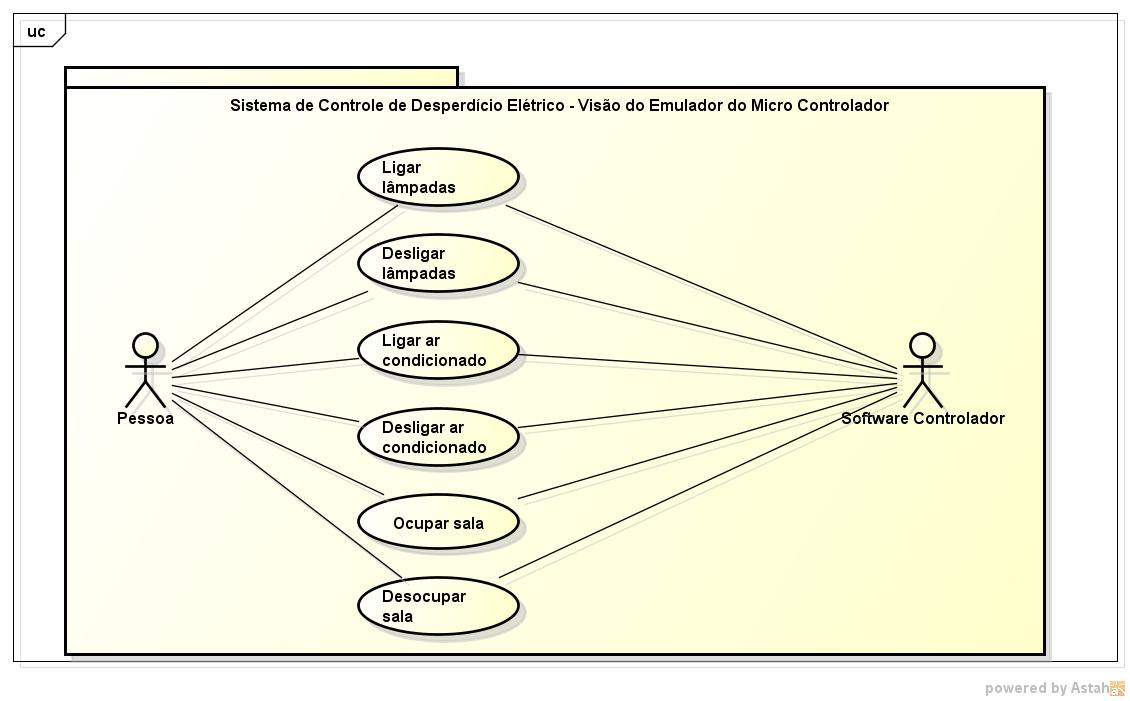 uc
Sistema de Controle de Desperdício Elétrico - Visão do Emulador do Micro Controlador
Ligar
lâmpadas
Desligar
lâmpadas
Ligar ar
condicionado
Desligar ar
condicionado
Ocupar sala
Desocupar
sala
Pessoa
Software Controlador
powered by Astah